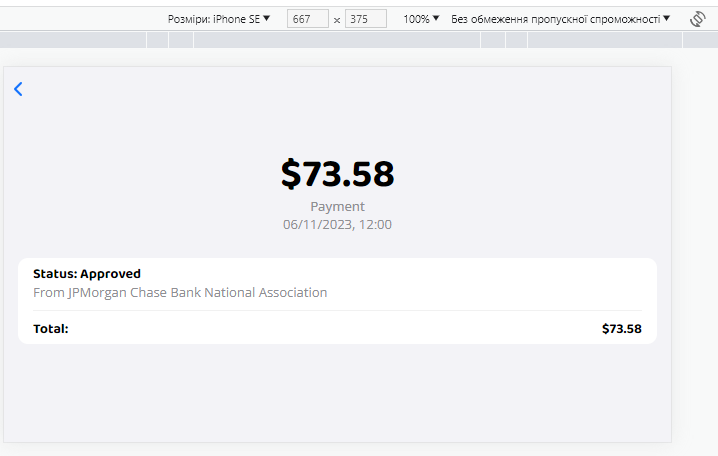 Розміри: iPhone SE ▼ 667 × 375 100% ▼ Без обмеження пропускної спроможності ▼
$73.58
Payment
06/11/2023, 12:00
Status: Approved
From JPMorgan Chase Bank National Association
Total: $73.58